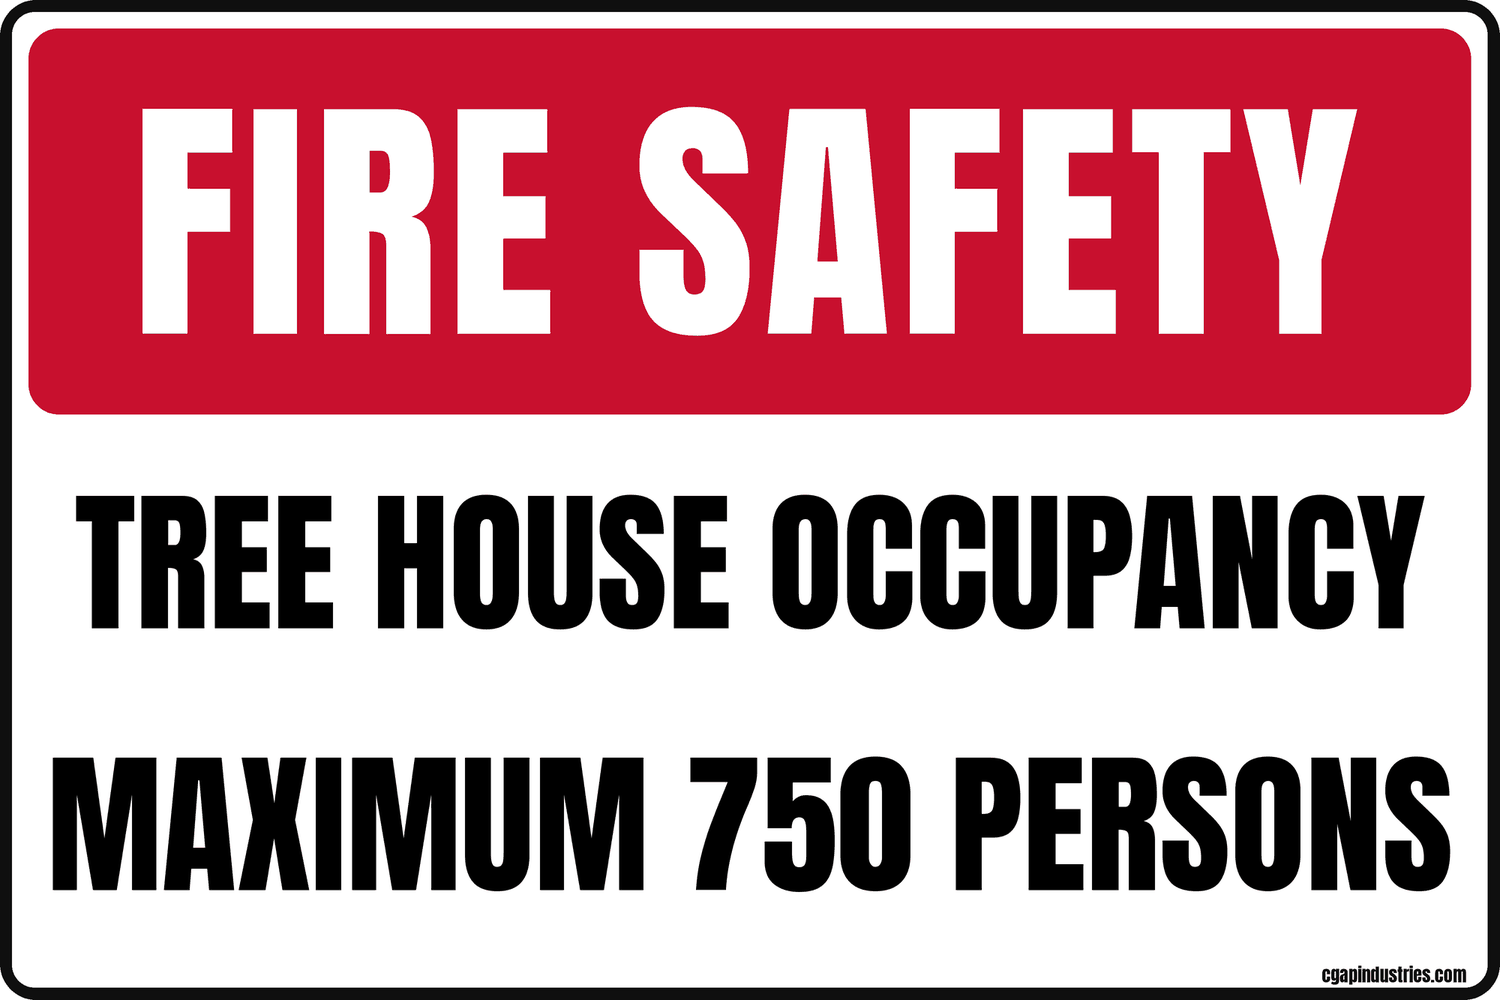 FIRE SAFETY
TREE HOUSE OCCUPANCY
MAXIMUM 750 PERSONS
cgapindustries.com